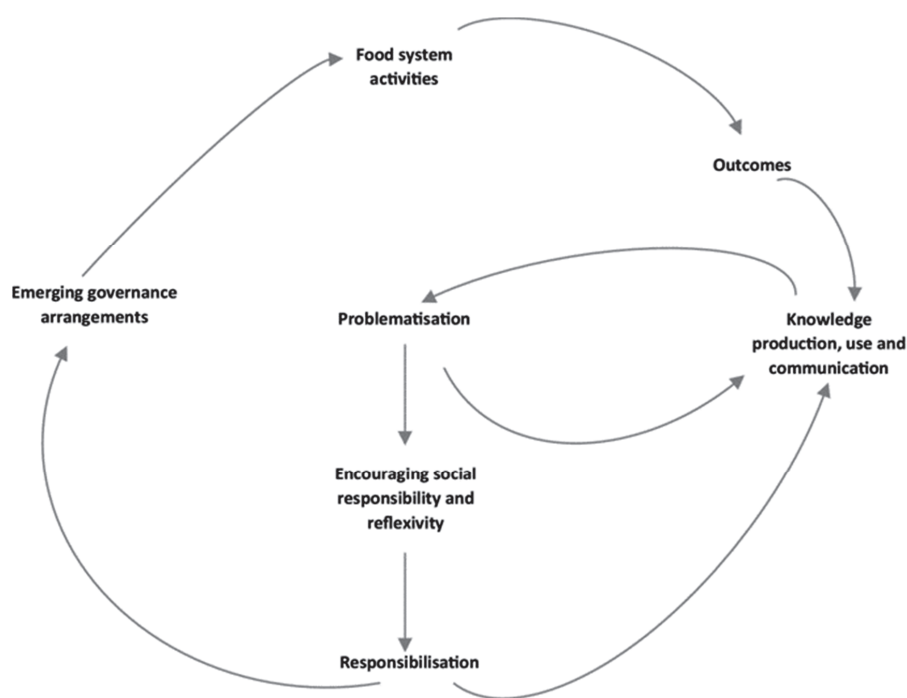 Food system
activities
Outcomes
Emerging governance
arrangements
Problematisation
Knowledge
production, use and
communication
Encouraging social
responsibility and
reflexivity
Responsibilisation